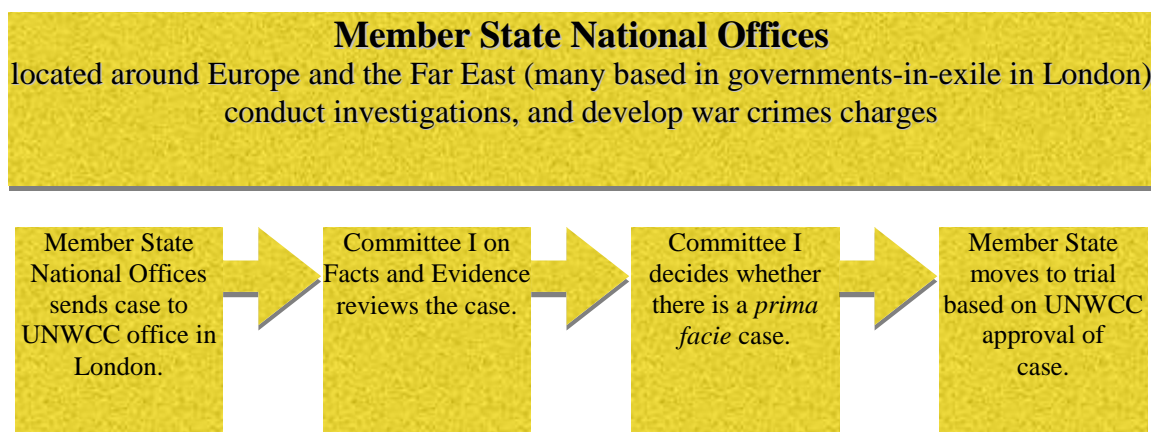 Member State National Offices
located around Europe and the Far East (many based in governments-in-exile in London)
conduct investigations, and develop war crimes charges
Member State
National Offices
sends case to
UNWCC office in
London.
Committee I on
Facts and Evidence
reviews the case.
Committee I
decides whether
there is a prima
facie case.
Member State
moves to trial
based on UNWCC
approval of
case.